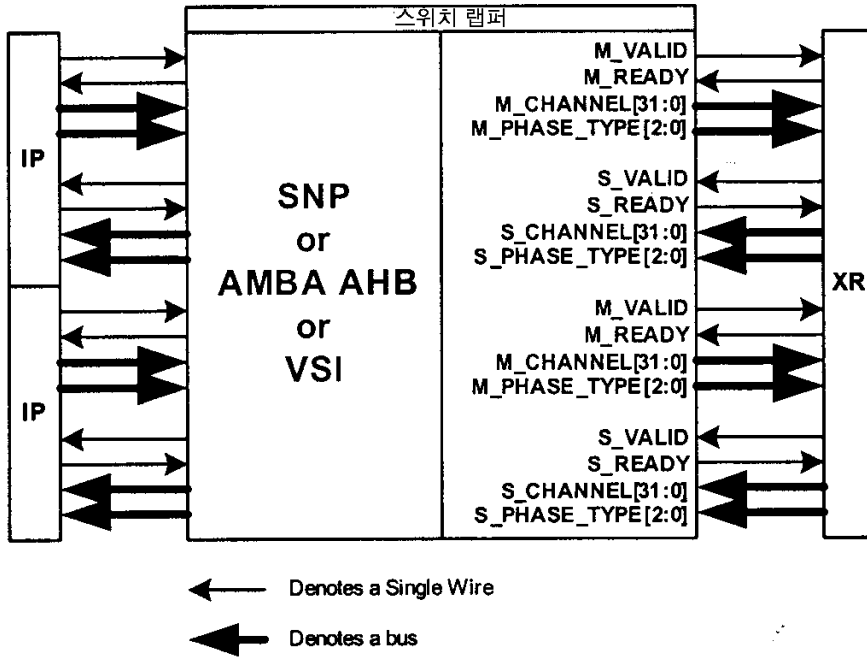 스위치 랩퍼
IP
IP
SNP
or
AMBA AHB
or
VSI
M_VALID
M_READY
M_CHANNEL[31:0]
M_PHASE_TYPE[2:0]
S_VALID
S_READY
S_CHANNEL[31:0]
S_PHASE_TYPE[2:0]
M_VALID
M_READY
M_CHANNEL[31:0]
M_PHASE_TYPE[2:0]
S_VALID
S_READY
S_CHANNEL[31:0]
S_PHASE_TYPE[2:0]
XR
Denotes a Single Wire
Denotes a bus